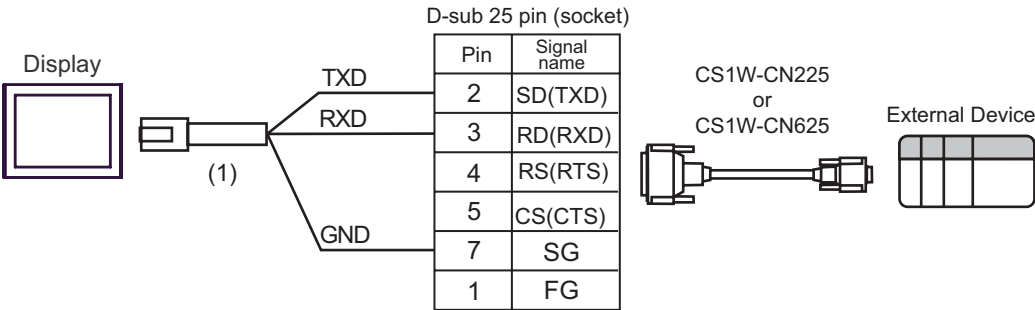 D-sub 25 pin (socket)
Display
(1)
TXD
RXD
GND
Pin Signal name
2 SD(TXD)
3 RD(RXD)
4 RS(RTS)
5 CS(CTS)
7 SG
1 FG
CS1W-CN225
or
CS1W-CN625
External Device